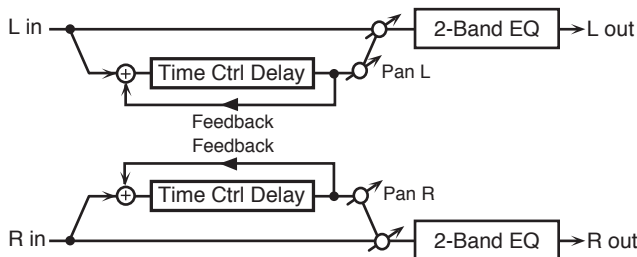 L in
2-Band EQ
L out
+
Time Ctrl Delay
Pan L
Feedback
Feedback
+
Time Ctrl Delay
Pan R
R in
2-Band EQ
R out